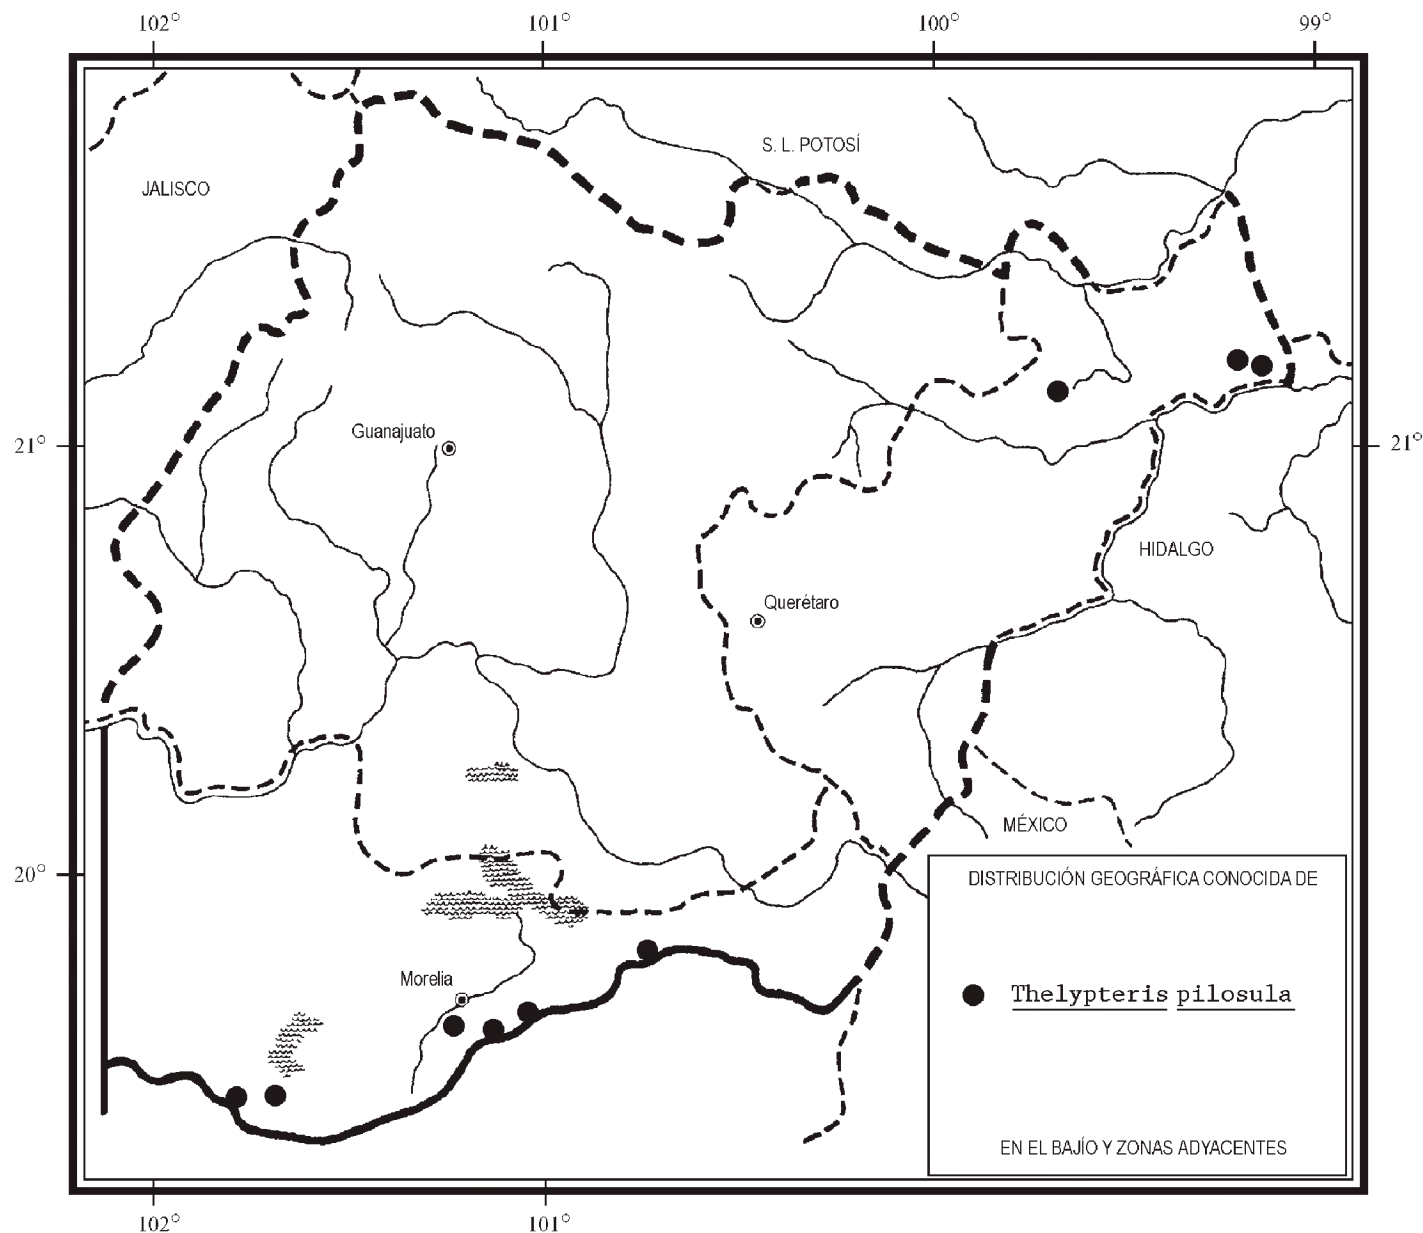 102° 101° 100° 99°
S. L. POTOSÍ
JALISCO
Guanajuato
21° 21°
HIDALGO
Querétaro
MÉXICO
20°
DISTRIBUCIÓN GEOGRÁFICA CONOCIDA DE
Morelia
Thelypteris pilosula
EN EL BAJÍO Y ZONAS ADYACENTES
102° 101°